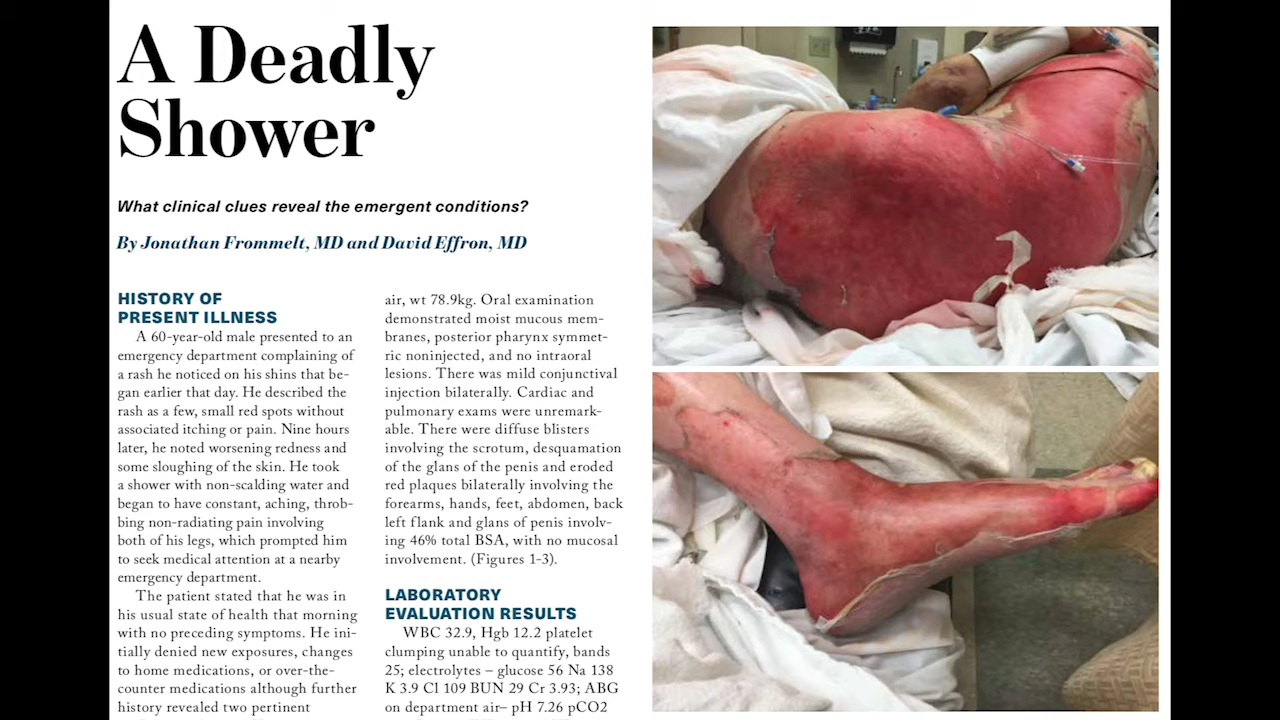 A Deadly
Shower
What clinical clues reveal the emergent conditions?
By Jonathan Frommelt, MD and David Effron, MD
HISTORY OF
PRESENT ILLNESS
A 60-year-old male presented to an
emergency department complaining of
a rash he noticed on his shins that be-
gan earlier that day. He described the
rash as a few, small red spots without
associated itching or pain. Nine hours
later, he noted worsening redness and
some sloughing of the skin. He took
a shower with non-scalding water and
began to have constant, aching, throb-
bing non-radiating pain involving
both of his legs, which prompted him
to seek medical attention at a nearby
emergency department.
The patient stated that he was in
his usual state of health that morning
with no preceding symptoms. He ini-
tially denied new exposures, changes
to home medications, or over-the-
counter medications although further
history revealed two pertinent
air, wt 78.9kg. Oral examination
demonstrated moist mucous mem-
branes, posterior pharynx symmet-
ric noninjected, and no intraoral
lesions. There was mild conjunctival
injection bilaterally. Cardiac and
pulmonary exams were unremark-
able. There were diffuse blisters
involving the scrotum, desquamation
of the glans of the penis and eroded
red plaques bilaterally involving the
forearms, hands, feet, abdomen, back
left flank and glans of penis involv-
ing 46% total BSA, with no mucosal
involvement. (Figures 1-3).
LABORATORY
EVALUATION RESULTS
WBC 32.9, Hgb 12.2 platelet
clumping unable to quantify, bands
25; electrolytes – glucose 56 Na 138
K 3.9 Cl 109 BUN 29 Cr 3.93; ABG
on department air– pH 7.26 pCO2